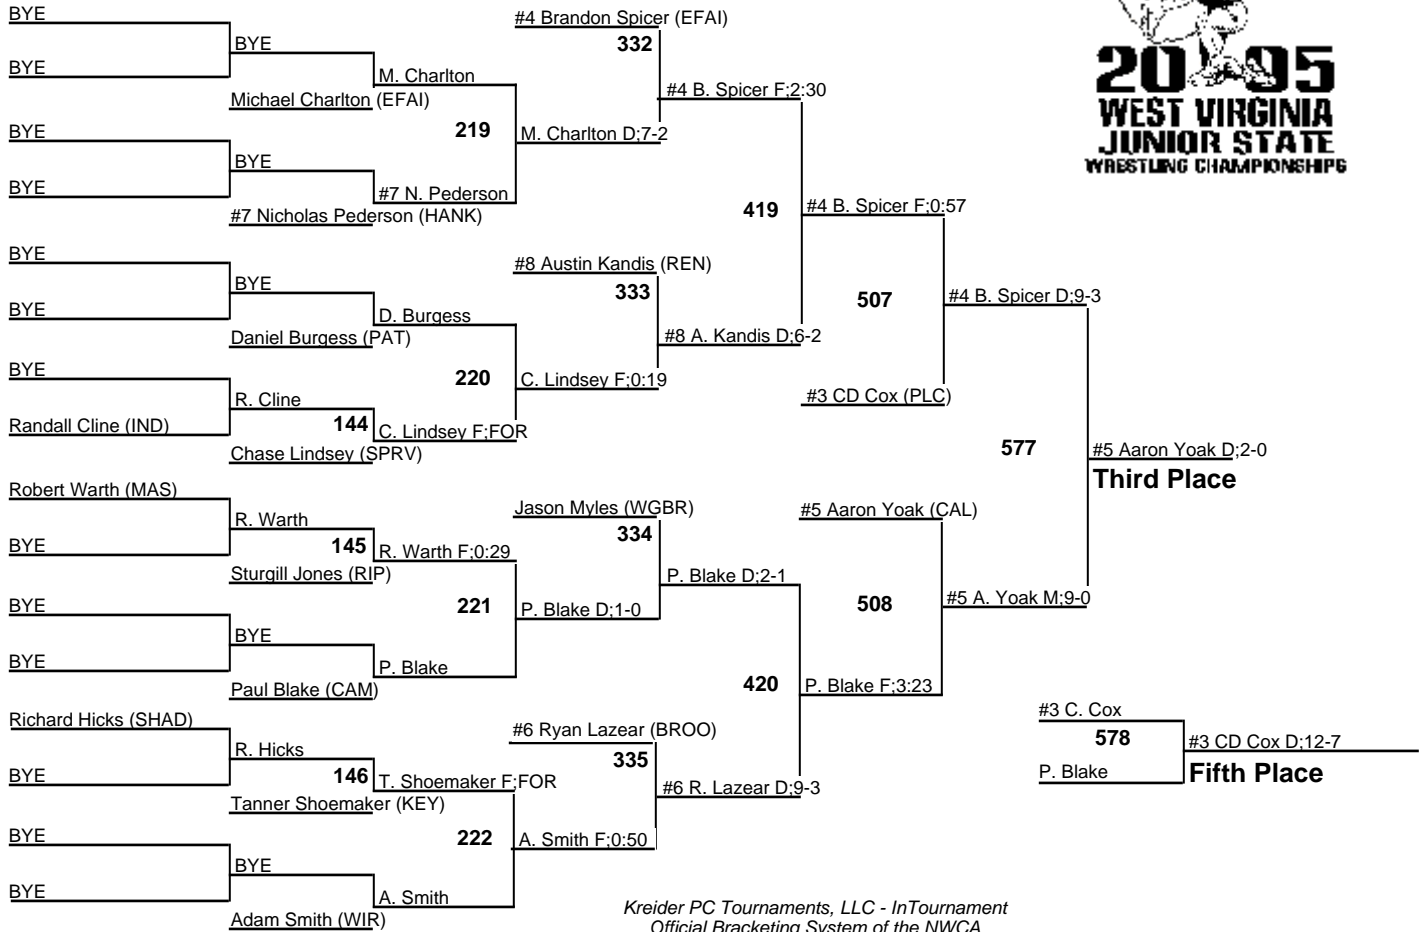 BYE
#4 Brandon Spicer (EFAI)
332
BYE
BYE
M. Charlton
#4 B. Spicer F;2:30
Michael Charlton (EFAI)
20 05
WEST VIRGINIA
JUNIOR STATE
WRESTLING CHAMPIONSHIPS
BYE
219
M. Charlton D;7-2
BYE
BYE
#7 N. Pederson
#7 Nicholas Pederson (HANK)
419
#4 B. Spicer F;0:57
BYE
#8 Austin Kandis (REN)
BYE
333
507
#4 B. Spicer D;9-3
BYE
D. Burgess
Daniel Burgess (PAT)
#8 A. Kandis D;6-2
BYE
220
C. Lindsey F;0:19
R. Cline
#3 CD Cox (PLC)
Randall Cline (IND)
144
C. Lindsey F;FOR
Chase Lindsey (SPRV)
577
#5 Aaron Yoak D;2-0
Third Place
Robert Warth (MAS)
Jason Myles (WGBR)
#5 Aaron Yoak (CAL)
R. Warth
334
BYE
145
R. Warth F;0:29
Sturgill Jones (RIP)
P. Blake D;2-1
BYE
221
P. Blake D;1-0
508
#5 A. Yoak M;9-0
BYE
BYE
P. Blake
Paul Blake (CAM)
420
P. Blake F;3:23
Richard Hicks (SHAD)
#6 Ryan Lazear (BROO)
#3 C. Cox
R. Hicks
335
578
#3 CD Cox D;12-7
BYE
146
T. Shoemaker F;FOR
#6 R. Lazear D;9-3
P. Blake
Fifth Place
Tanner Shoemaker (KEY)
BYE
222
A. Smith F;0:50
BYE
BYE
A. Smith
Adam Smith (WIR)
Kreider PC Tournaments, LLC - InTournament
Official Bracketing System of the NWCA